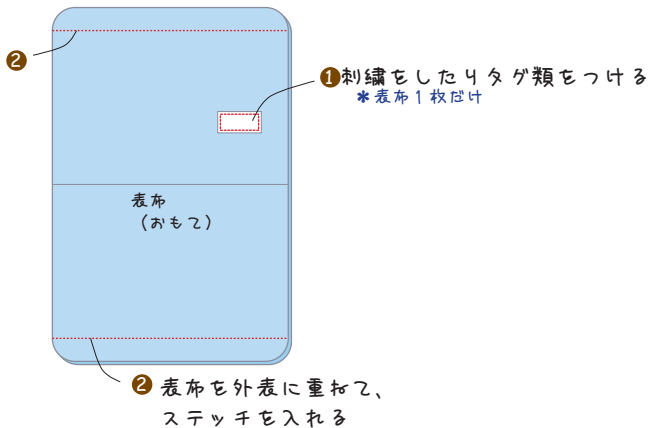 ❷
❶刺繍をしたりタグ類をつける
＊表布1枚だけ
表布
（おもて）
❷ 表布を外表に重ねて、
ステッチを入れる